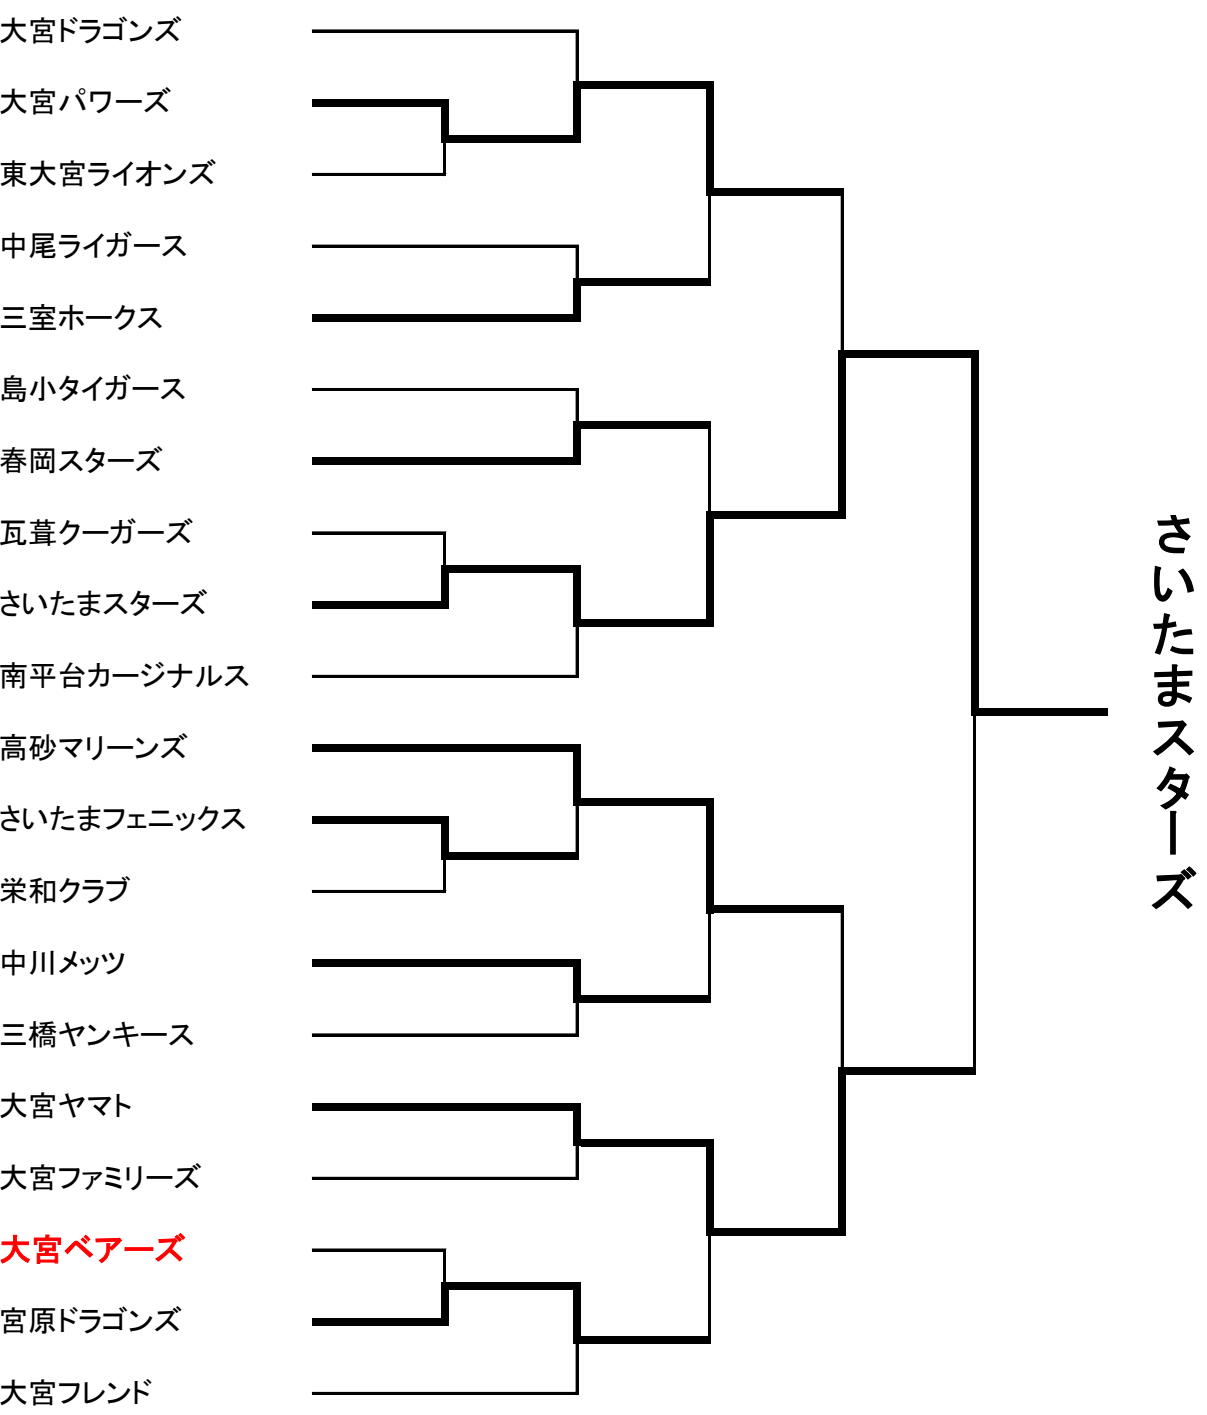 大宮ドラゴンズ
大宮パワーズ
東大宮ライオンズ
中尾ライガース
三室ホークス
島小タイガース
春岡スターズ
瓦葺クーガーズ
さいたまスターズ
南平台カージナルス
高砂マリーンズ
さいたまフェニックス
栄和クラブ
中川メッツ
三橋ヤンキース
大宮ヤマト
大宮ファミリーズ
大宮ベアーズ
宮原ドラゴンズ
大宮フレンド
さいたまスターズ